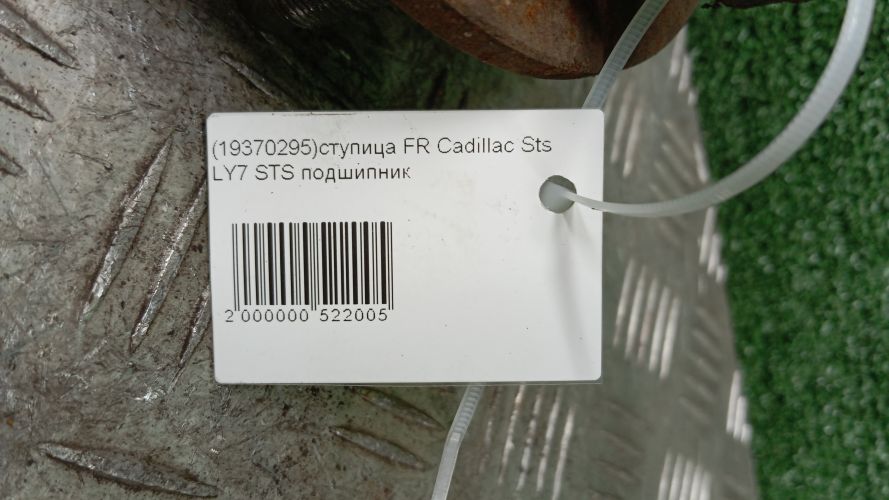 (19370295)ступица FR Cadillac Sts
LY7 STS подшипник
2 000000 522005